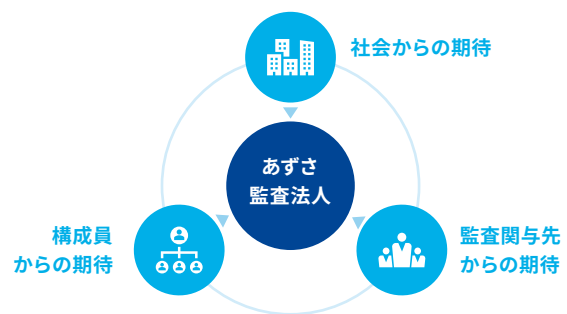 社会からの期待
あずさ
監査法人
構成員
からの期待
監査関与先
からの期待